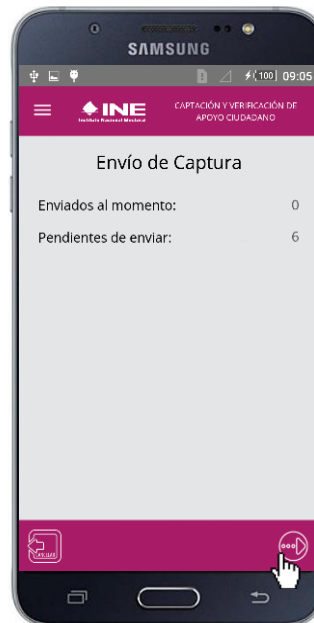 SAMSUNG
100 09:05
INE
Instituto Nacional Electoral
CAPTACIÓN Y VERIFICACIÓN DE
APOYO CIUDADANO
Envío de Captura
Enviados al momento: 0
Pendientes de enviar: 6
CANCELAR